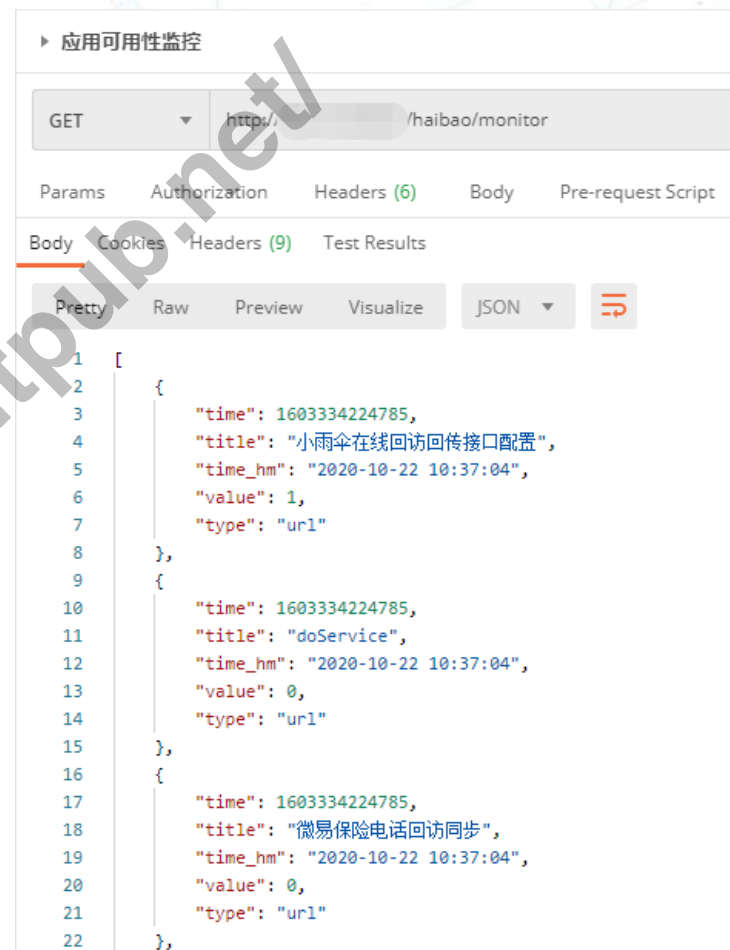 应用可用性监控
GET http:// /haibao/monitor
Params Authorization Headers (6) Body Pre-request Script
Body Cookies Headers (9) Test Results
Pretty Raw Preview Visualize JSON
1 [
2 {
3 "time": 1603334224785,
4 "title": "小雨伞在线回访回传接口配置",
5 "time_hm": "2020-10-22 10:37:04",
6 "value": 1,
7 "type": "url"
8 },
9 {
10 "time": 1603334224785,
11 "title": "doService",
12 "time_hm": "2020-10-22 10:37:04",
13 "value": 0,
14 "type": "url"
15 },
16 {
17 "time": 1603334224785,
18 "title": "微易保险电话回访同步",
19 "time_hm": "2020-10-22 10:37:04",
20 "value": 0,
21 "type": "url"
22 },
tpub.net/